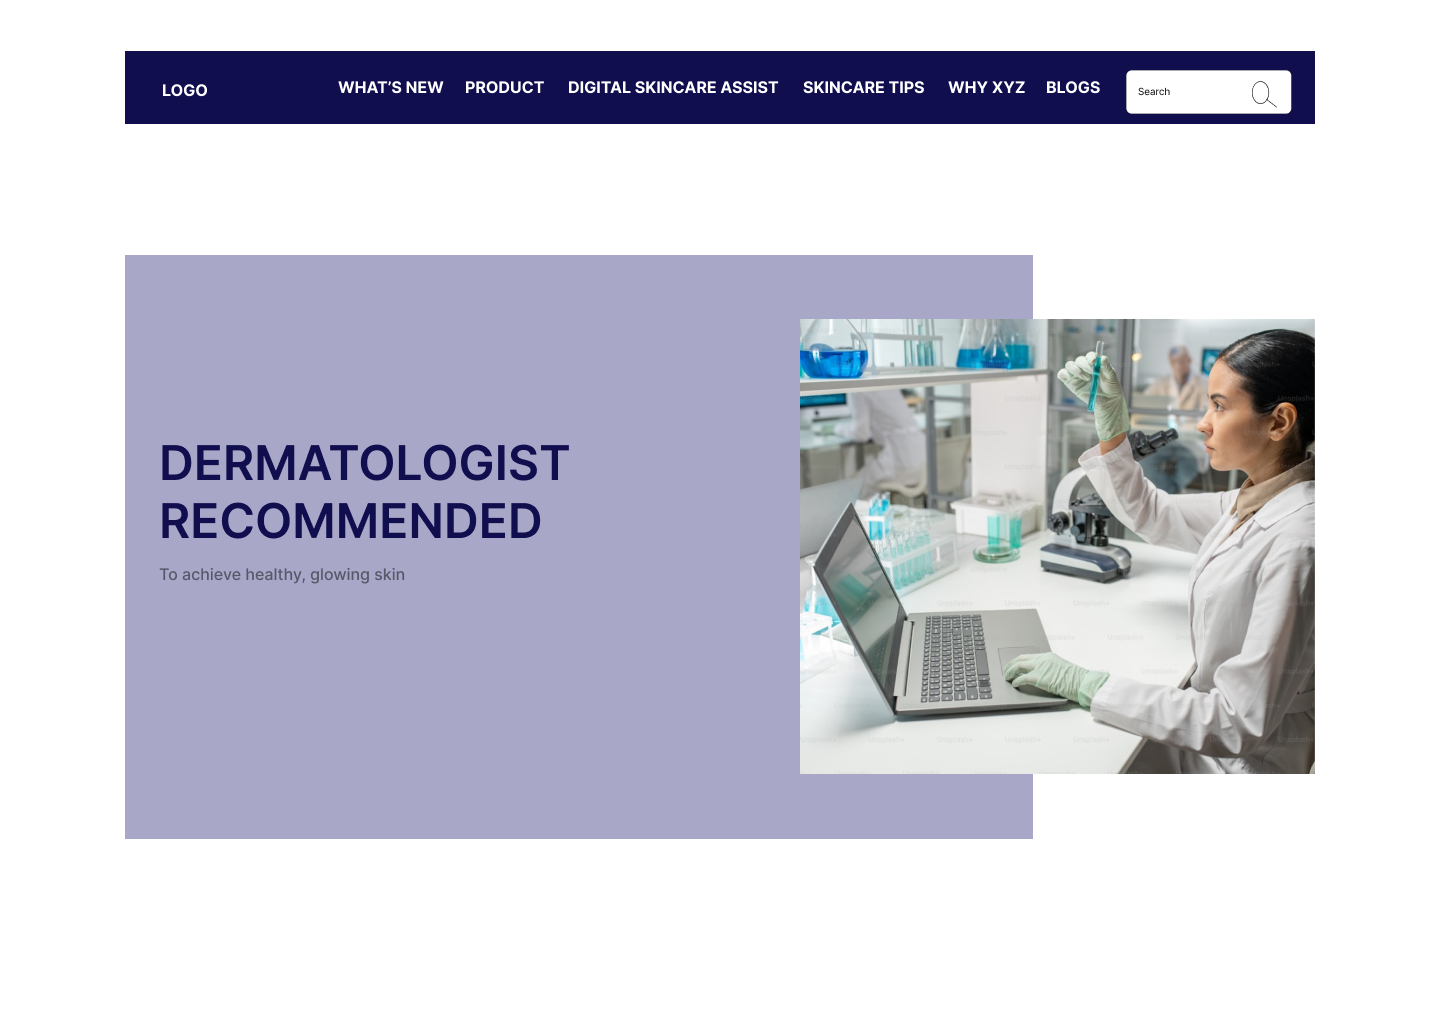 LOGO
WHAT’S NEW
PRODUCT
DIGITAL SKINCARE ASSIST
SKINCARE TIPS
WHY XYZ
BLOGS
Search
DERMATOLOGIST
RECOMMENDED
To achieve healthy, glowing skin
Unsplash+